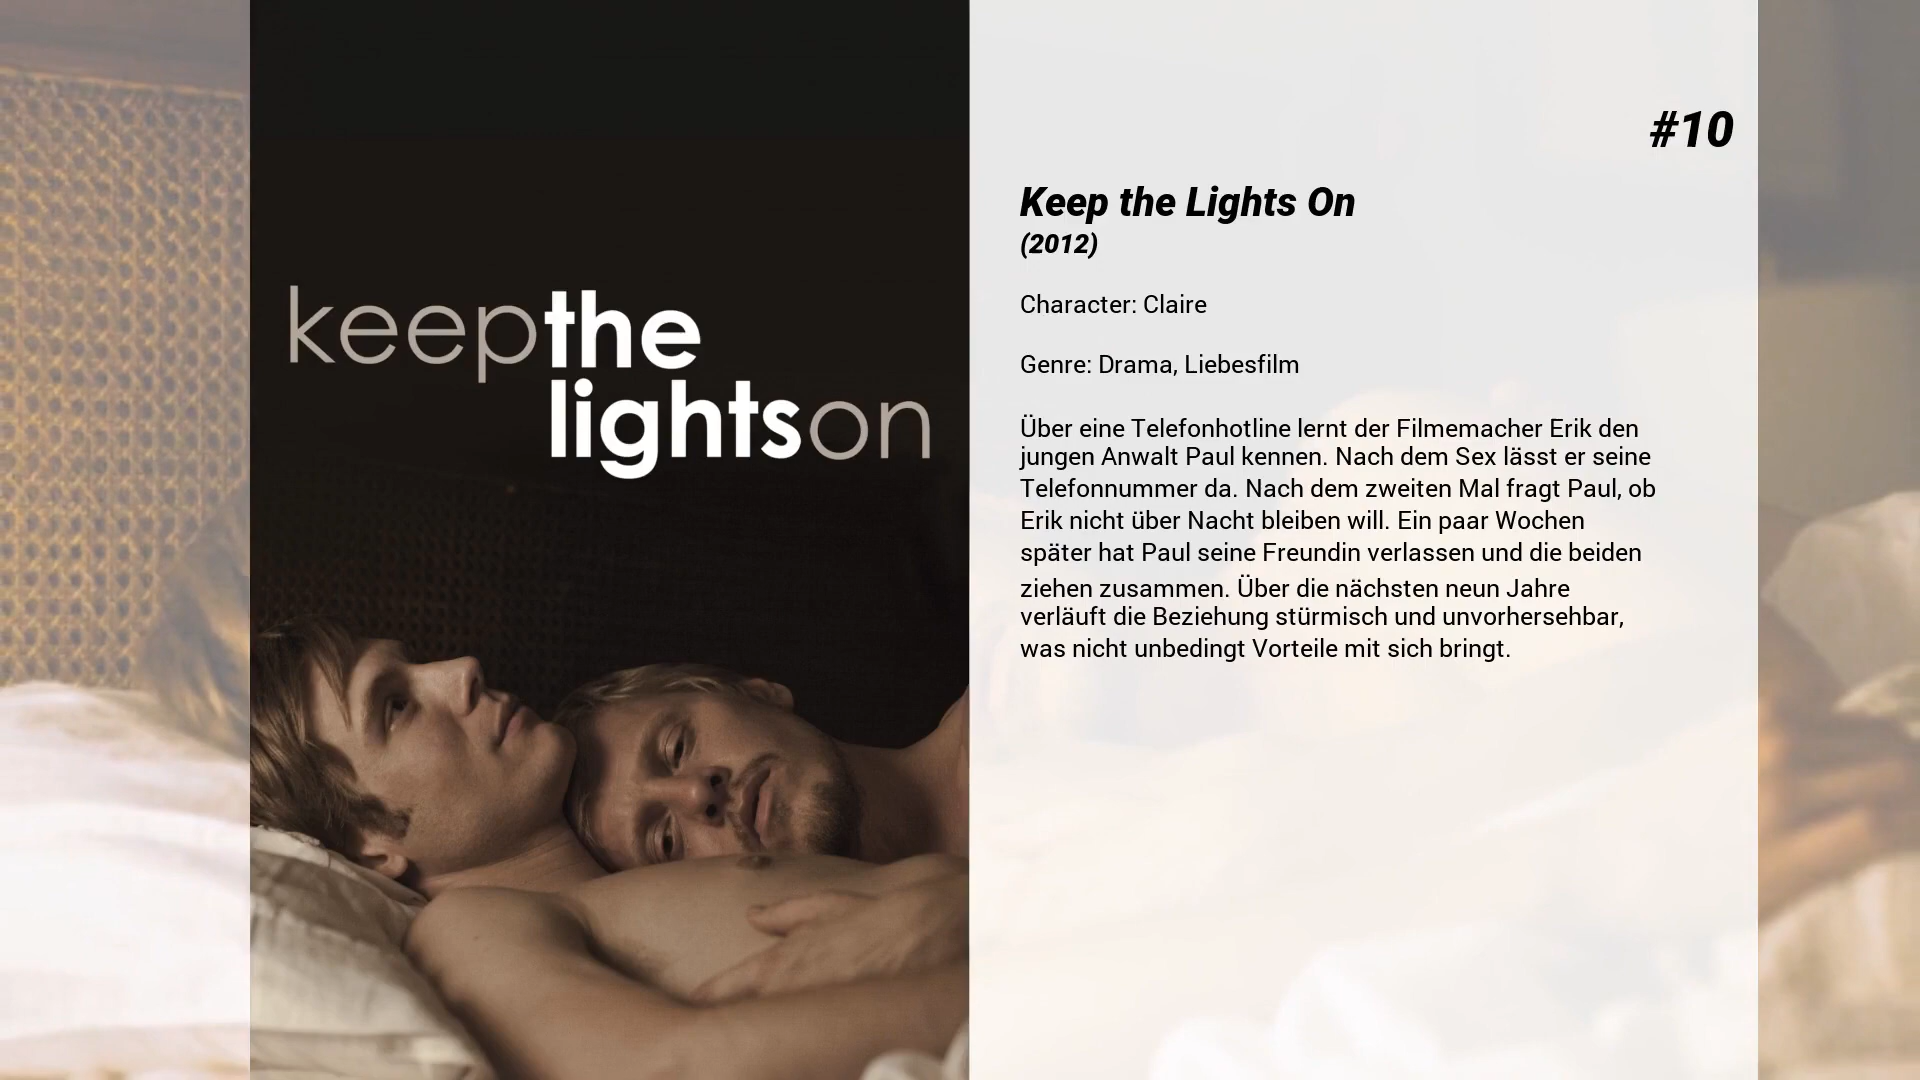 keepthe
lightson
#10
Keep the Lights On
(2012)
Character: Claire
Genre: Drama, Liebesfilm
Über eine Telefonhotline lernt der Filmemacher Erik den
jungen Anwalt Paul kennen. Nach dem Sex lässt er seine
Telefonnummer da. Nach dem zweiten Mal fragt Paul, ob
Erik nicht über Nacht bleiben will. Ein paar Wochen
später hat Paul seine Freundin verlassen und die beiden
ziehen zusammen. Über die nächsten neun Jahre
verläuft die Beziehung stürmisch und unvorhersehbar,
was nicht unbedingt Vorteile mit sich bringt.